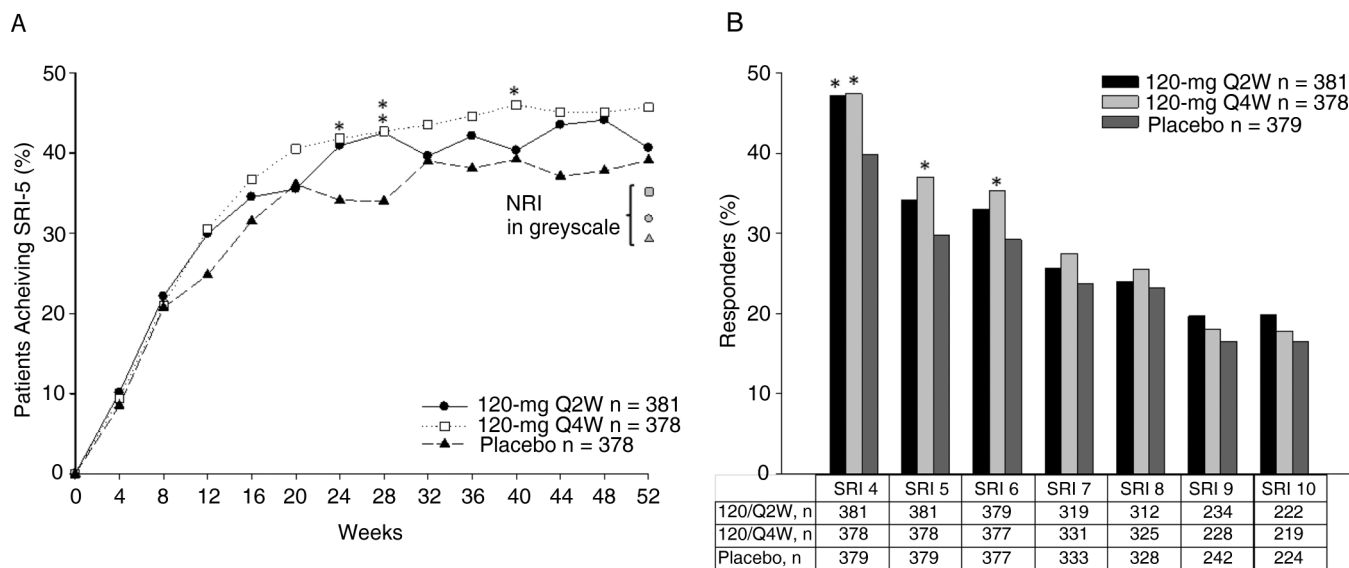 A
Patients Acheiving SRI-5 (%)
50
40
30
20
10
0
* * * *
NRI
in greyscale
120-mg Q2W n = 381
120-mg Q4W n = 378
Placebo n = 378
0 4 8 12 16 20 24 28 32 36 40 44 48 52
Weeks
B
Responders (%)
50
40
30
20
10
0
* * * *
120-mg Q2W n = 381
120-mg Q4W n = 378
Placebo n = 379
SRI 4 SRI 5 SRI 6 SRI 7 SRI 8 SRI 9 SRI 10
120/Q2W, n 381 381 379 319 312 234 222
120/Q4W, n 378 378 377 331 325 228 219
Placebo, n 379 379 377 333 328 242 224